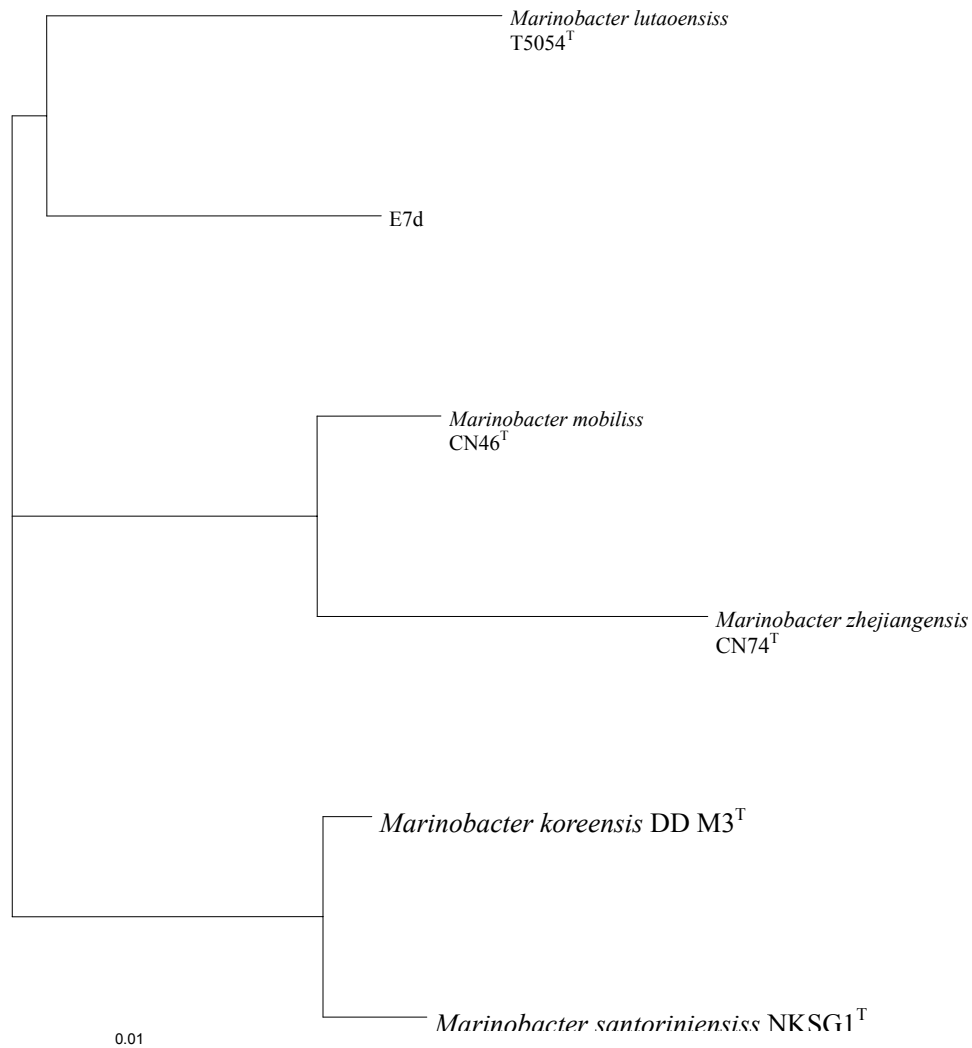 Marinobacter lutaoensiss
T5054ᵀ
E7d
Marinobacter mobiliss
CN46ᵀ
Marinobacter zhejiangensis
CN74ᵀ
Marinobacter koreensis DD M3ᵀ
Marinobacter santoriniensiss NKSG1ᵀ
0.01